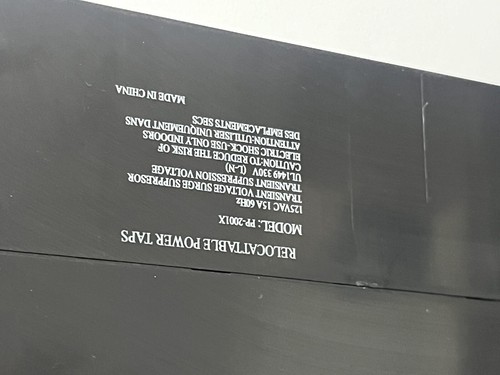 RELOCATTABLE POWER TAPS
MODEL: PP-2001X
125VAC 15A 60Hz
TRANSIENT VOLTAGE SURGE SUPPRESOR
TRANSIENT SUPPRESSION VOLTAGE
UL1449 330V (L-N)
CAUTION:TO REDUCE THE RISK OF
ELECTRIC SHOCK-USE ONLY INDOORS
ATTENTION:UTILISER UNIQUEMENT DANS
DES EMPLACEMENTS SECS
MADE IN CHINA